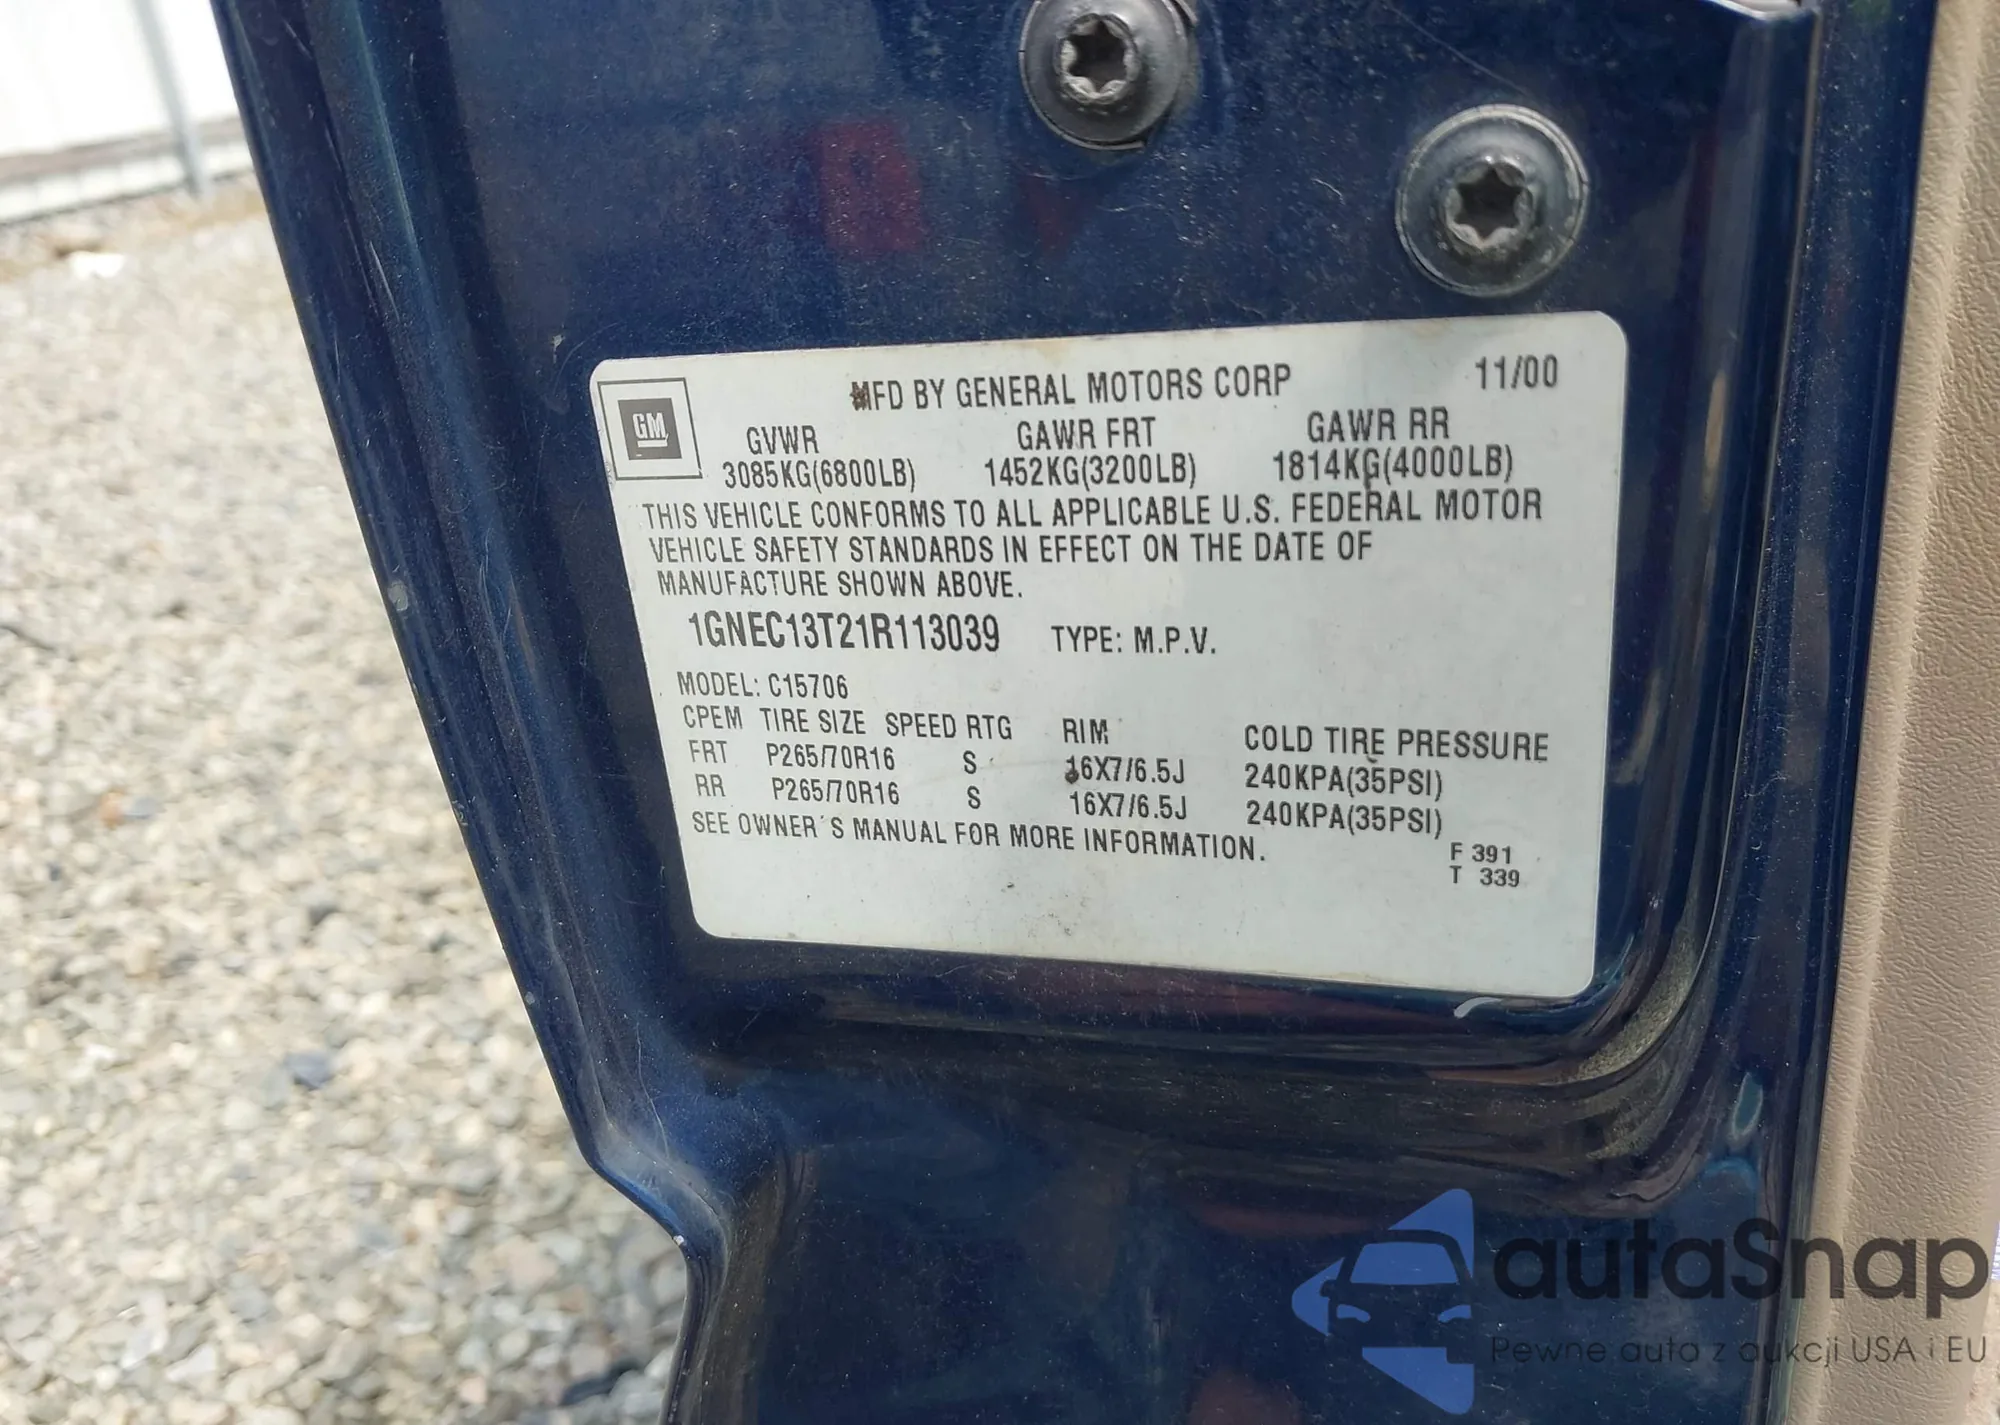 MFD BY GENERAL MOTORS CORP 11/00
GM
GVWR GAWR FRT GAWR RR
3085KG(6800LB) 1452KG(3200LB) 1814KG(4000LB)
THIS VEHICLE CONFORMS TO ALL APPLICABLE U.S. FEDERAL MOTOR
VEHICLE SAFETY STANDARDS IN EFFECT ON THE DATE OF
MANUFACTURE SHOWN ABOVE.
1GNEC13T21R113039 TYPE: M.P.V.
MODEL: C15706
CPEM TIRE SIZE SPEED RTG RIM COLD TIRE PRESSURE
FRT P265/70R16 S 16X7/6.5J 240KPA(35PSI)
RR P265/70R16 S 16X7/6.5J 240KPA(35PSI)
SEE OWNER'S MANUAL FOR MORE INFORMATION.
F 391
T 339
autaSnap
Pewne auta z aukcji USA i EU